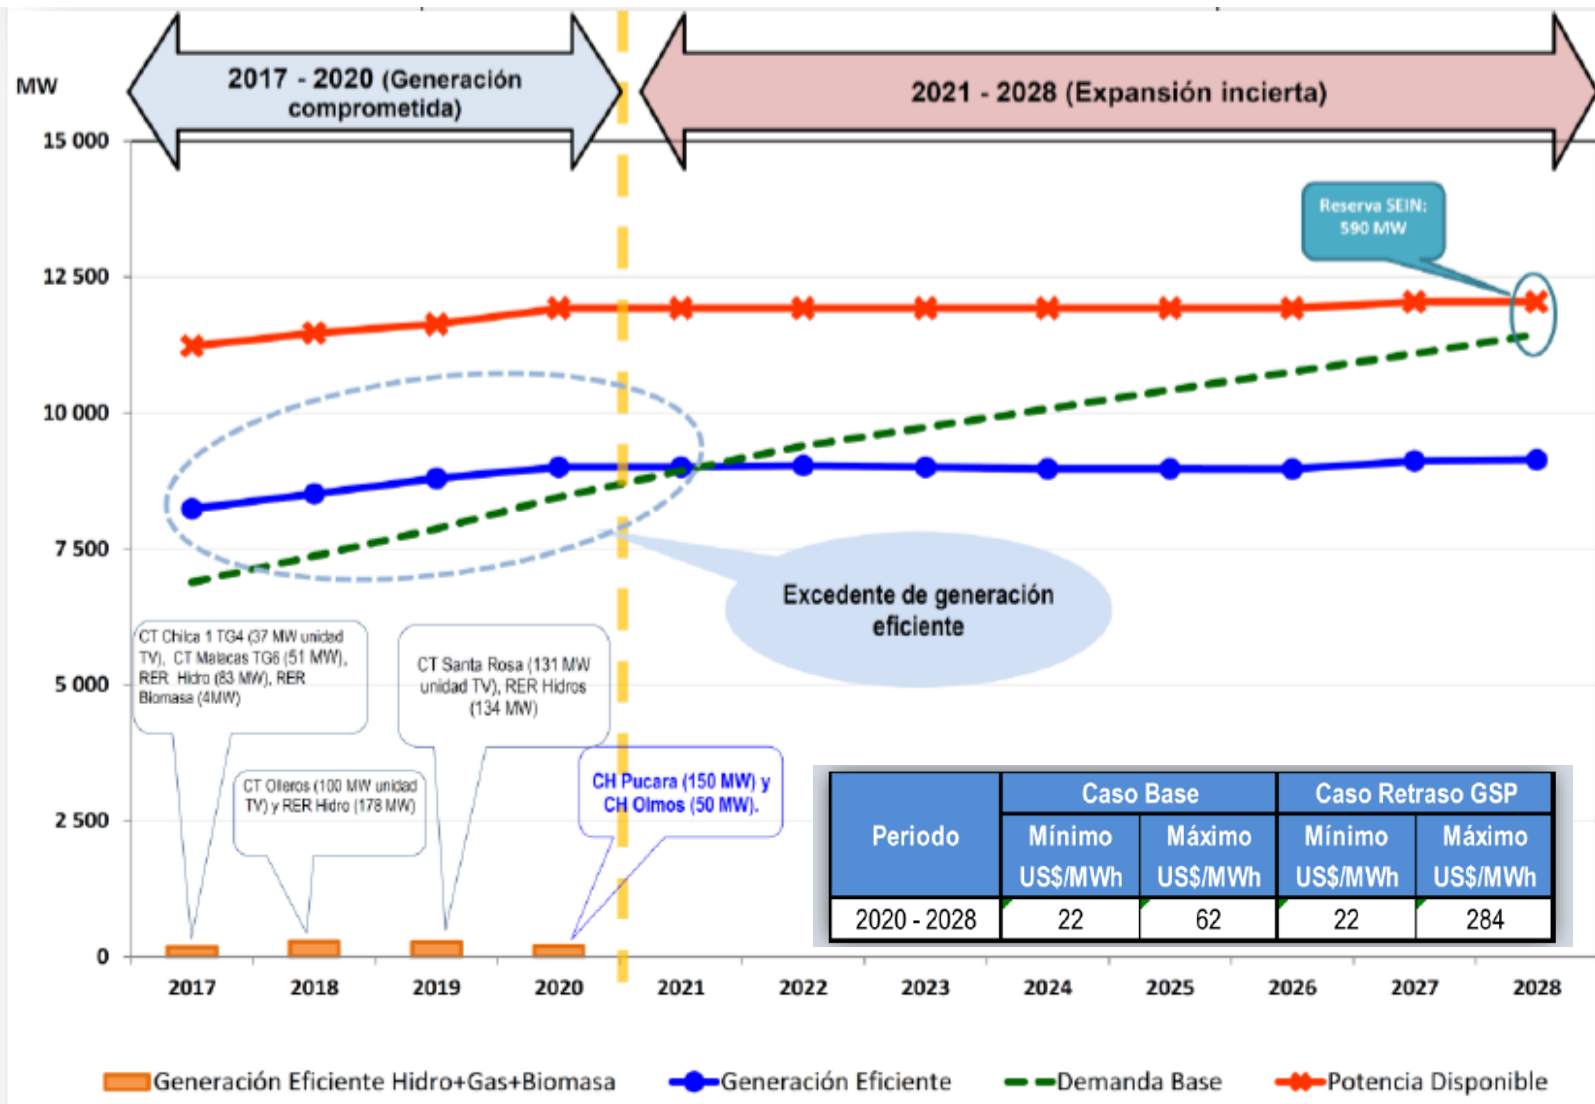 2017 - 2020 (Generación
comprometida)
2021 - 2028 (Expansión incierta)
MW
15 000
12 500
10 000
7 500
5 000
2 500
0
Reserva SEIN:
590 MW
Excedente de generación
eficiente
CT Chilca 1 TG4 (37 MW unidad
TV), CT Malacas TG6 (51 MW),
RER Hidro (83 MW), RER
Biomasa (4MW)
CT Olleros (100 MW unidad
TV) y RER Hidro (178 MW)
CT Santa Rosa (131 MW
unidad TV), RER Hidros
(134 MW)
CH Pucara (150 MW) y
CH Olmos (50 MW).
Periodo
Caso Base
Caso Retraso GSP
Mínimo
US$/MWh
Máximo
US$/MWh
Mínimo
US$/MWh
Máximo
US$/MWh
2020 - 2028 22 62 22 284
2017 2018 2019 2020 2021 2022 2023 2024 2025 2026 2027 2028
Generación Eficiente Hidro+Gas+Biomasa
Generación Eficiente
Demanda Base
Potencia Disponible